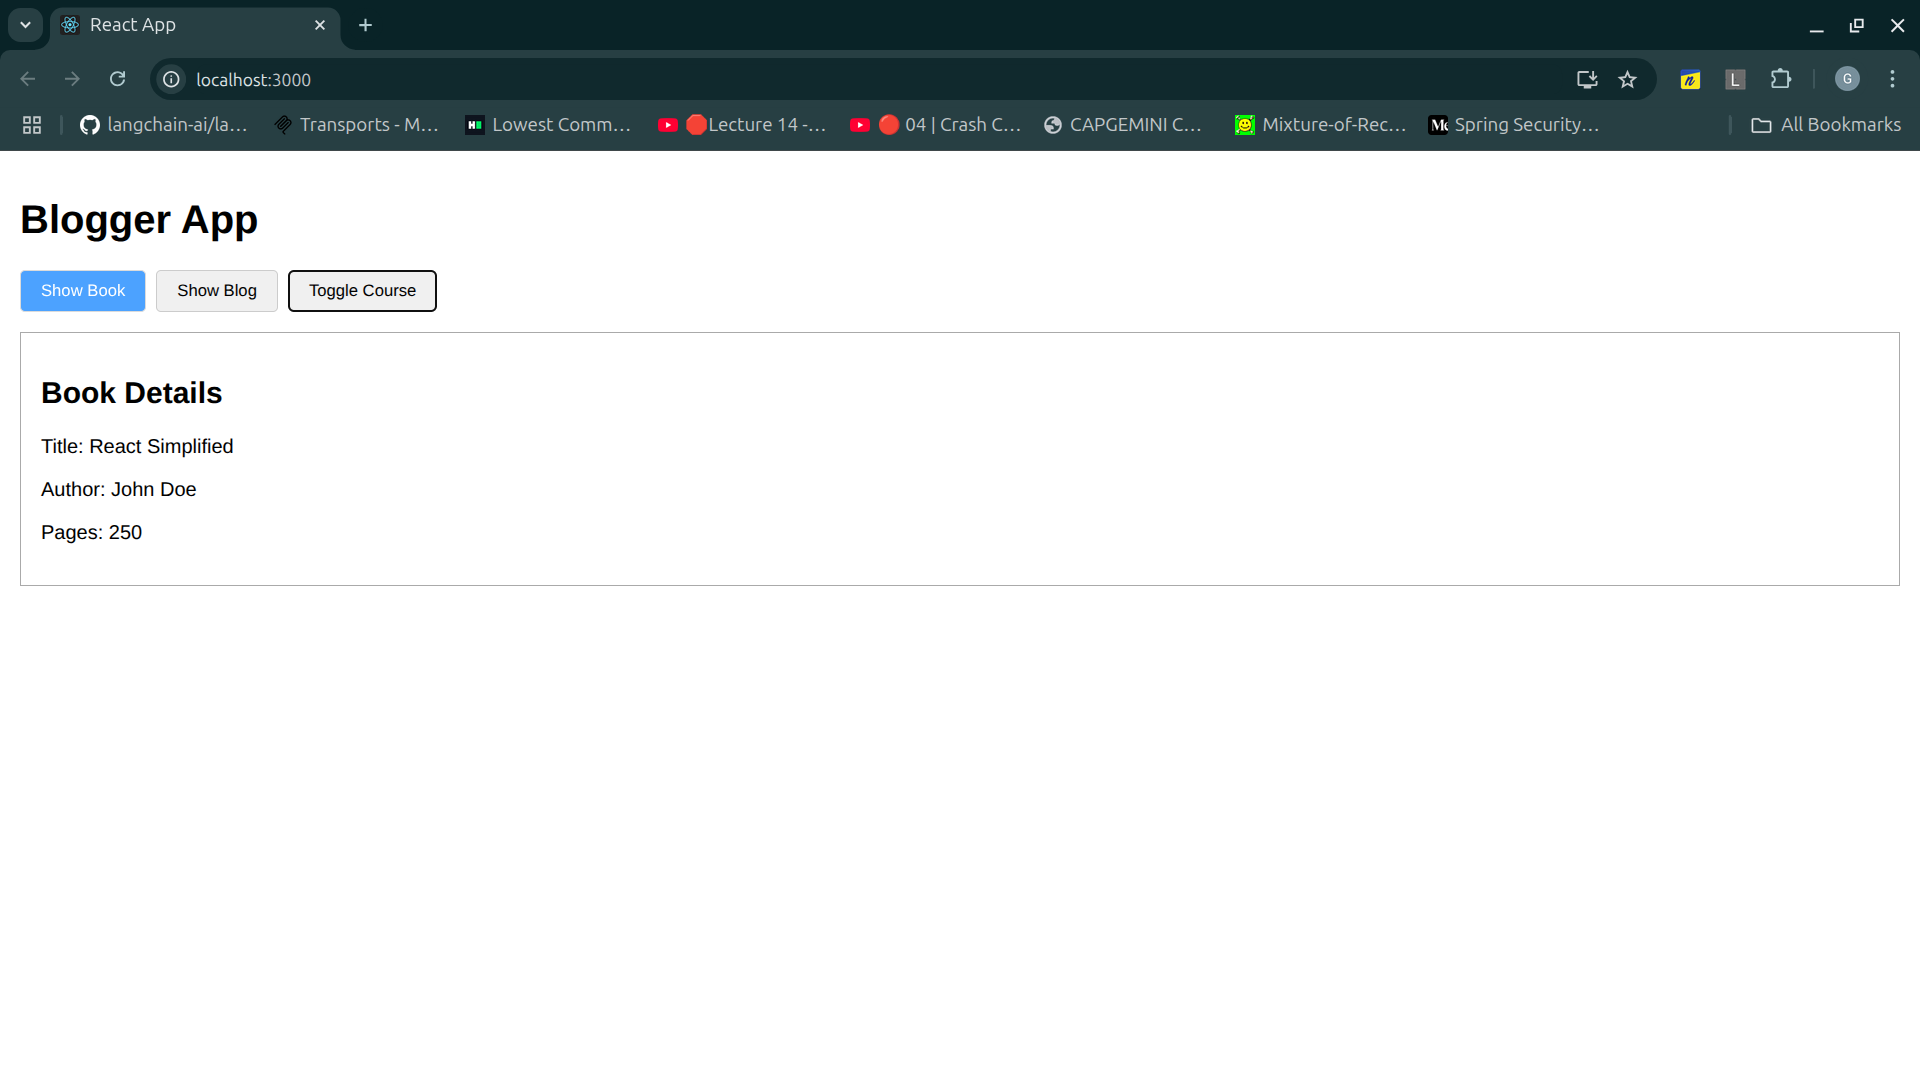 React App
localhost:3000
L
G
langchain-ai/la...
Transports - M...
Lowest Comm...
Lecture 14 -...
04 | Crash C...
CAPGEMINI C...
Mixture-of-Rec...
Spring Security...
All Bookmarks
Blogger App
Show Book
Show Blog
Toggle Course
Book Details
Title: React Simplified
Author: John Doe
Pages: 250